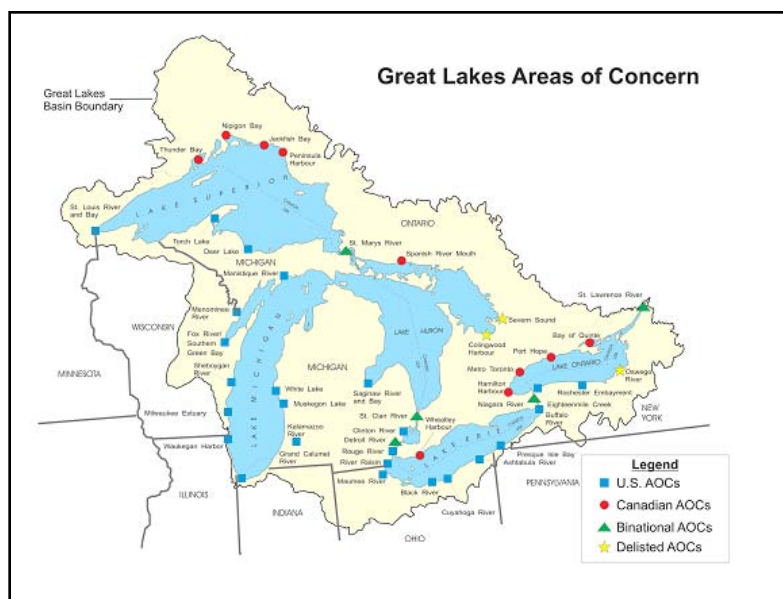 Great Lakes Areas of Concern
Great Lakes
Basin Boundary
Nipigon Bay
Jackfish Bay
Thunder Bay
Peninsula
Harbour
LAKE SUPERIOR
St. Louis River
and Bay
ONTARIO
St. Marys River
Torch Lake
Spanish River Mouth
Deer Lake
MICHIGAN
Manistique River
St. Lawrence River
Menominee
River
Severn Sound
WISCONSIN
LAKE HURON
Fox River/
Southern
Green Bay
Collingwood
Harbour
Bay of Quinte
Port Hope
LAKE ONTARIO
Sheboygan
River
MICHIGAN
Metro Toronto
Oswego
River
MINNESOTA
LAKE MICHIGAN
White Lake
Saginaw River
and Bay
Hamilton
Harbour
Rochester Embayment
Muskegon Lake
Niagara River
Eighteenmile Creek
Milwaukee Estuary
St. Clair River
Wheatley
Harbour
Buffalo
River
NEW
YORK
Kalamazoo
River
Clinton River
Waukegan Harbor
Detroit River
Rouge River
LAKE ERIE
Grand Calumet River
River Raisin
Presque Isle Bay
Ashtabula River
Maumee River
Black River
PENNSYLVANIA
ILLINOIS
Cuyahoga River
INDIANA
OHIO
Legend
U.S. AOCs
Canadian AOCs
Binational AOCs
Delisted AOCs